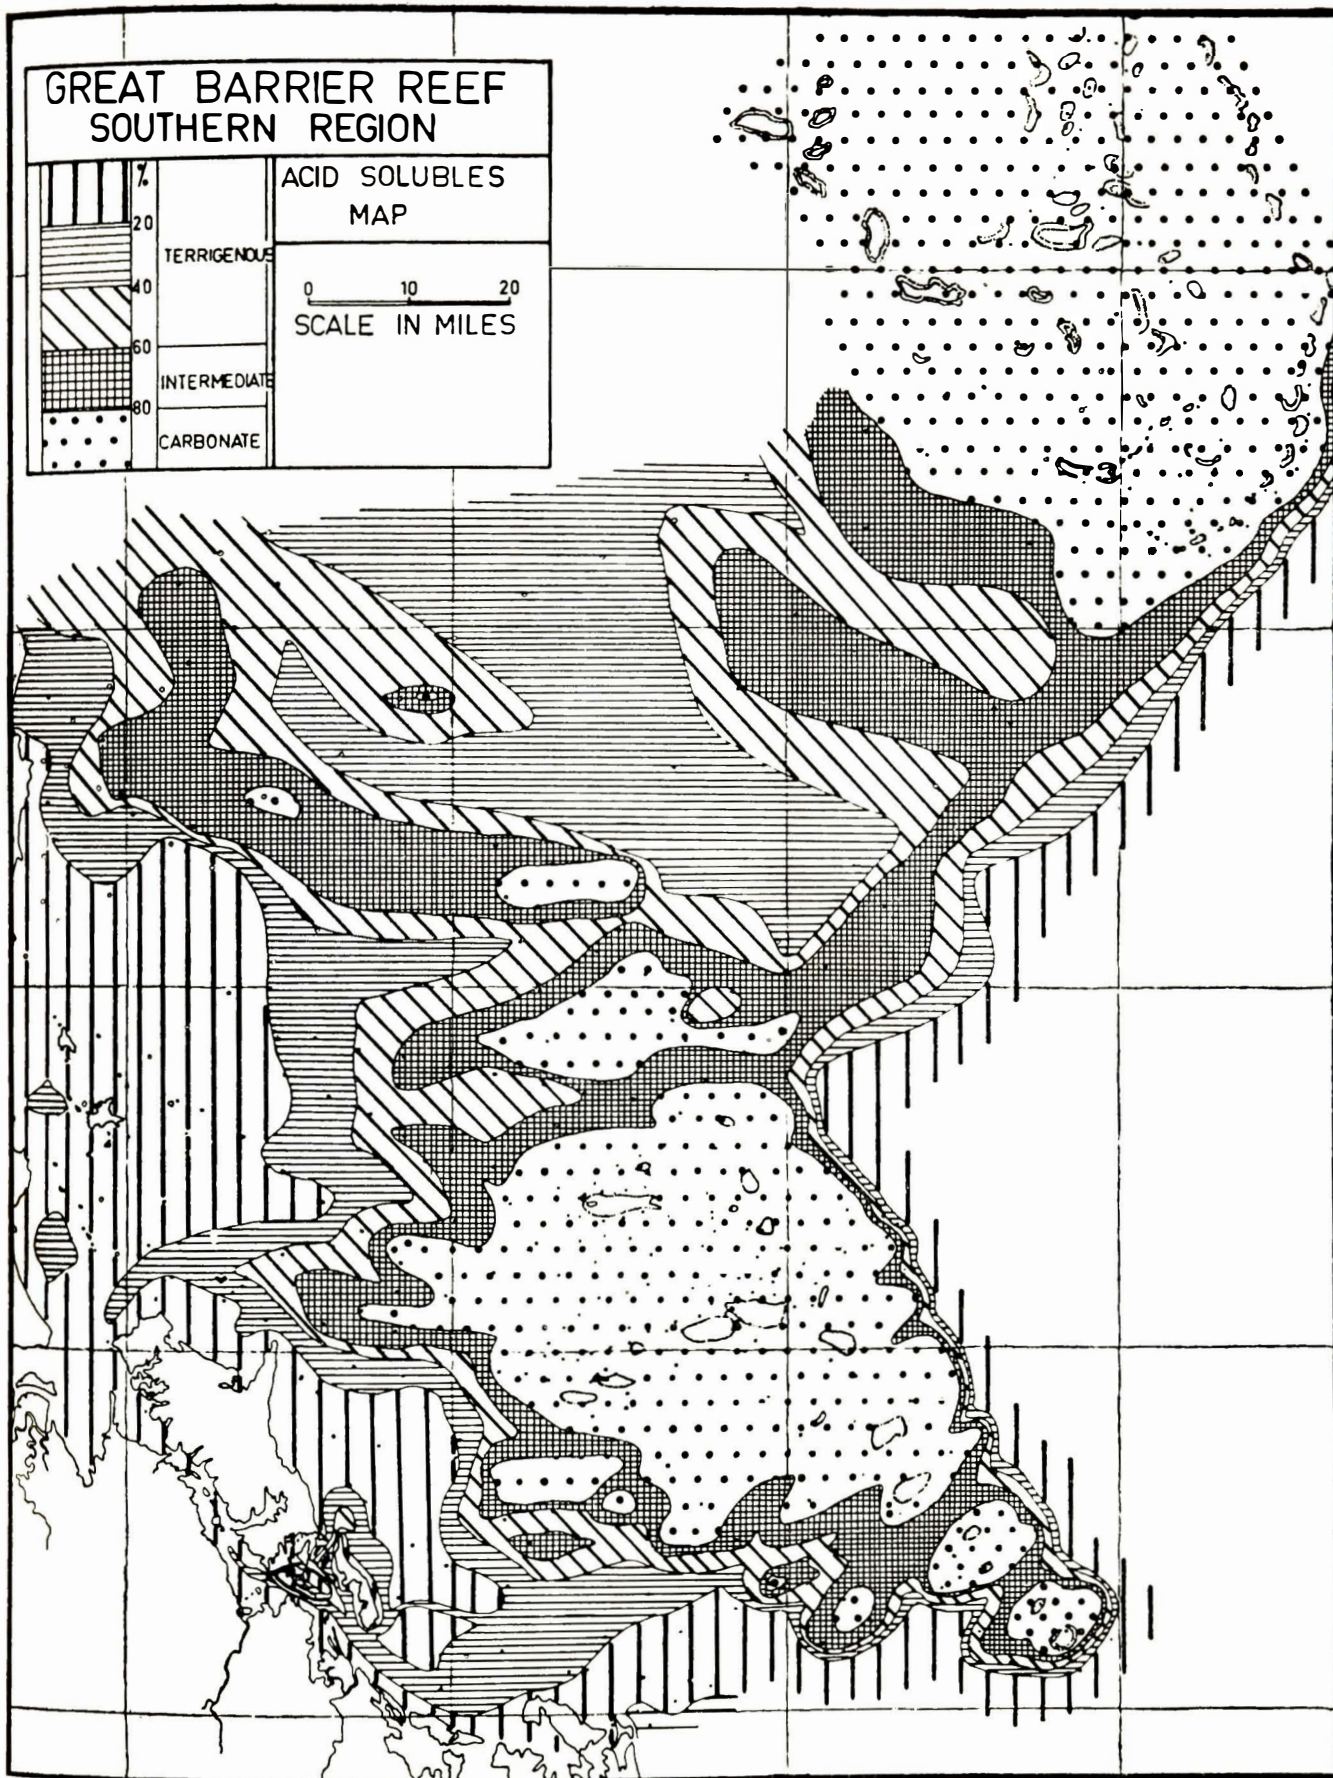 GREAT BARRIER REEF
SOUTHERN REGION
%
20
40
60
80
TERRIGENOUS
INTERMEDIATE
CARBONATE
ACID SOLUBLES
MAP
0 10 20
SCALE IN MILES